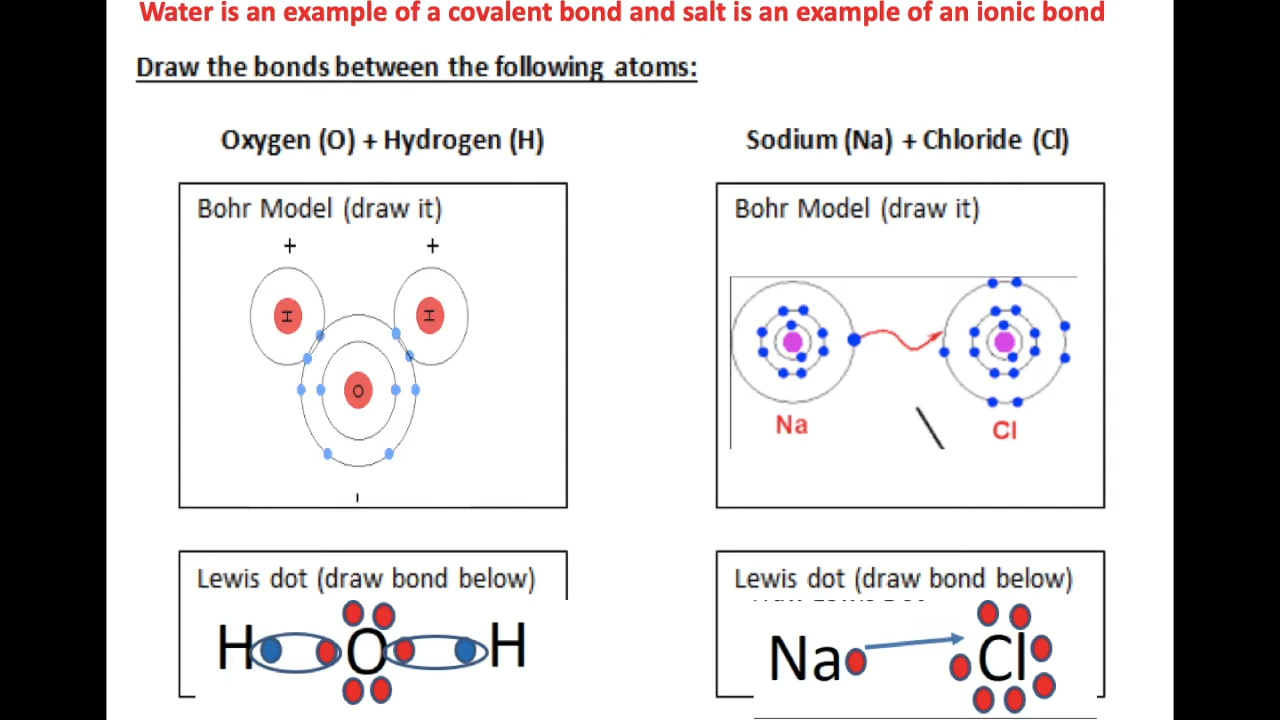 Water is an example of a covalent bond and salt is an example of an ionic bond
Draw the bonds between the following atoms:
Oxygen (O) + Hydrogen (H)
Sodium (Na) + Chloride (Cl)
Bohr Model (draw it)
+ +
H H
O
-
Bohr Model (draw it)
Na Cl
Lewis dot (draw bond below)
H O H
Lewis dot (draw bond below)
Na Cl